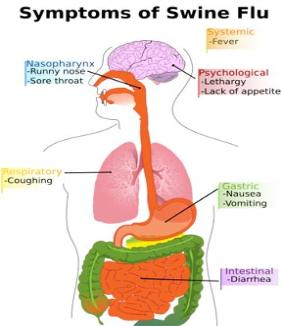 Symptoms of Swine Flu
Systemic
-Fever
Nasopharynx
-Runny nose
-Sore throat
Psychological
-Lethargy
-Lack of appetite
Respiratory
-Coughing
Gastric
-Nausea
-Vomiting
Intestinal
-Diarrhea